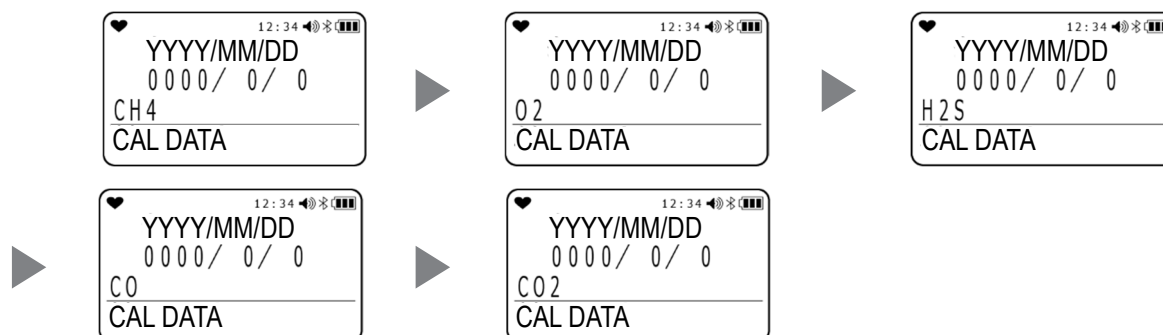 12:34
YYYY/MM/DD
0000/ 0/ 0
CH4
CAL DATA
12:34
YYYY/MM/DD
0000/ 0/ 0
O2
CAL DATA
12:34
YYYY/MM/DD
0000/ 0/ 0
H2S
CAL DATA
12:34
YYYY/MM/DD
0000/ 0/ 0
CO
CAL DATA
12:34
YYYY/MM/DD
0000/ 0/ 0
CO2
CAL DATA